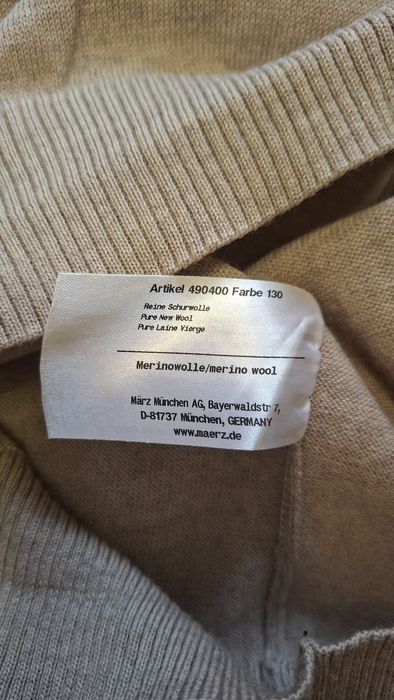 Artikel 490400 Farbe 130
Reine Schurwolle
Pure New Wool
Pure Laine Vierge
Merinowolle/merino wool
März München AG, Bayerwaldstr 7,
D-81737 München, GERMANY
www.maerz.de